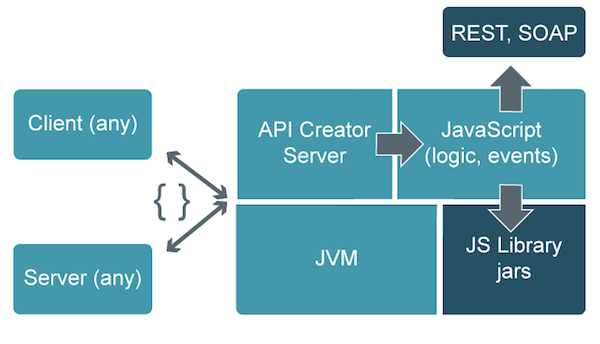 REST, SOAP
Client (any)
API Creator
Server
JavaScript
(logic, events)
{ }
Server (any)
JVM
JS Library
jars